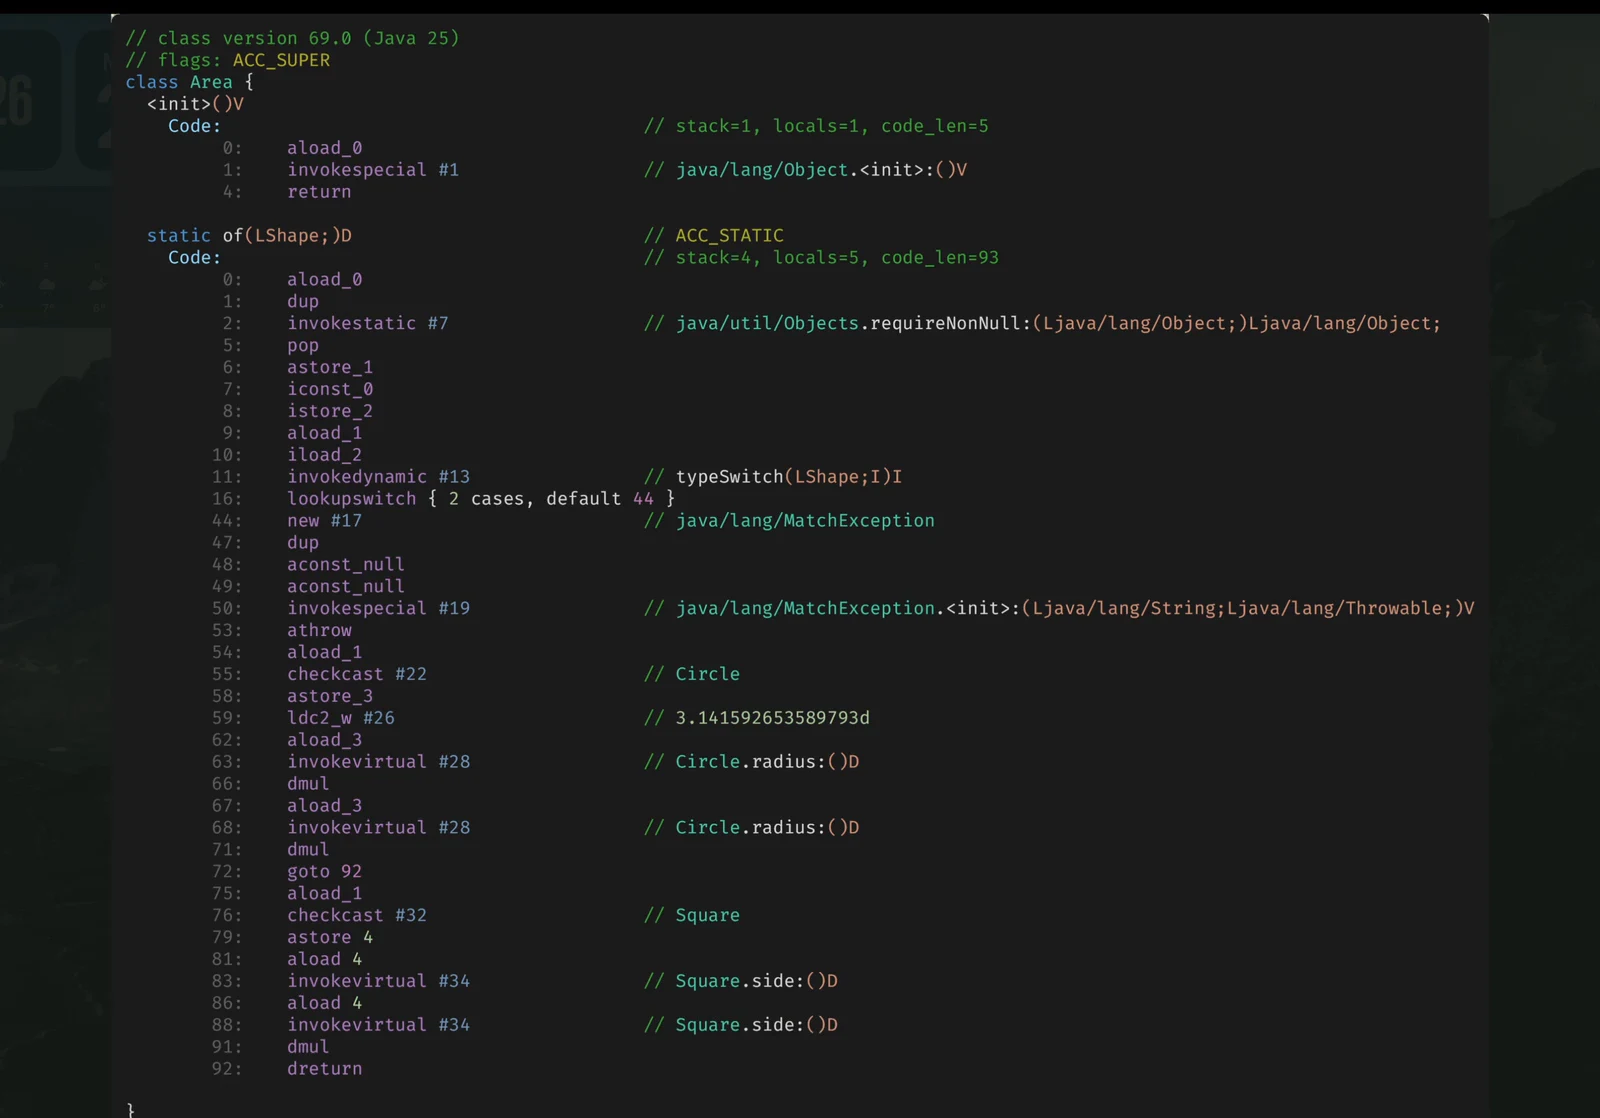 // class version 69.0 (Java 25)
// flags: ACC_SUPER
class Area {
  <init>()V
    Code:                                       // stack=1, locals=1, code_len=5
         0:    aload_0
         1:    invokespecial #1                 // java/lang/Object.<init>:()V
         4:    return

  static of(LShape;)D                           // ACC_STATIC
    Code:                                       // stack=4, locals=5, code_len=93
         0:    aload_0
         1:    dup
         2:    invokestatic #7                  // java/util/Objects.requireNonNull:(Ljava/lang/Object;)Ljava/lang/Object;
         5:    pop
         6:    astore_1
         7:    iconst_0
         8:    istore_2
         9:    aload_1
        10:    iload_2
        11:    invokedynamic #13                // typeSwitch(LShape;I)I
        16:    lookupswitch { 2 cases, default 44 }
        44:    new #17                          // java/lang/MatchException
        47:    dup
        48:    aconst_null
        49:    aconst_null
        50:    invokespecial #19                // java/lang/MatchException.<init>:(Ljava/lang/String;Ljava/lang/Throwable;)V
        53:    athrow
        54:    aload_1
        55:    checkcast #22                    // Circle
        58:    astore_3
        59:    ldc2_w #26                       // 3.141592653589793d
        62:    aload_3
        63:    invokevirtual #28                // Circle.radius:()D
        66:    dmul
        67:    aload_3
        68:    invokevirtual #28                // Circle.radius:()D
        71:    dmul
        72:    goto 92
        75:    aload_1
        76:    checkcast #32                    // Square
        79:    astore 4
        81:    aload 4
        83:    invokevirtual #34                // Square.side:()D
        86:    aload 4
        88:    invokevirtual #34                // Square.side:()D
        91:    dmul
        92:    dreturn

}
26